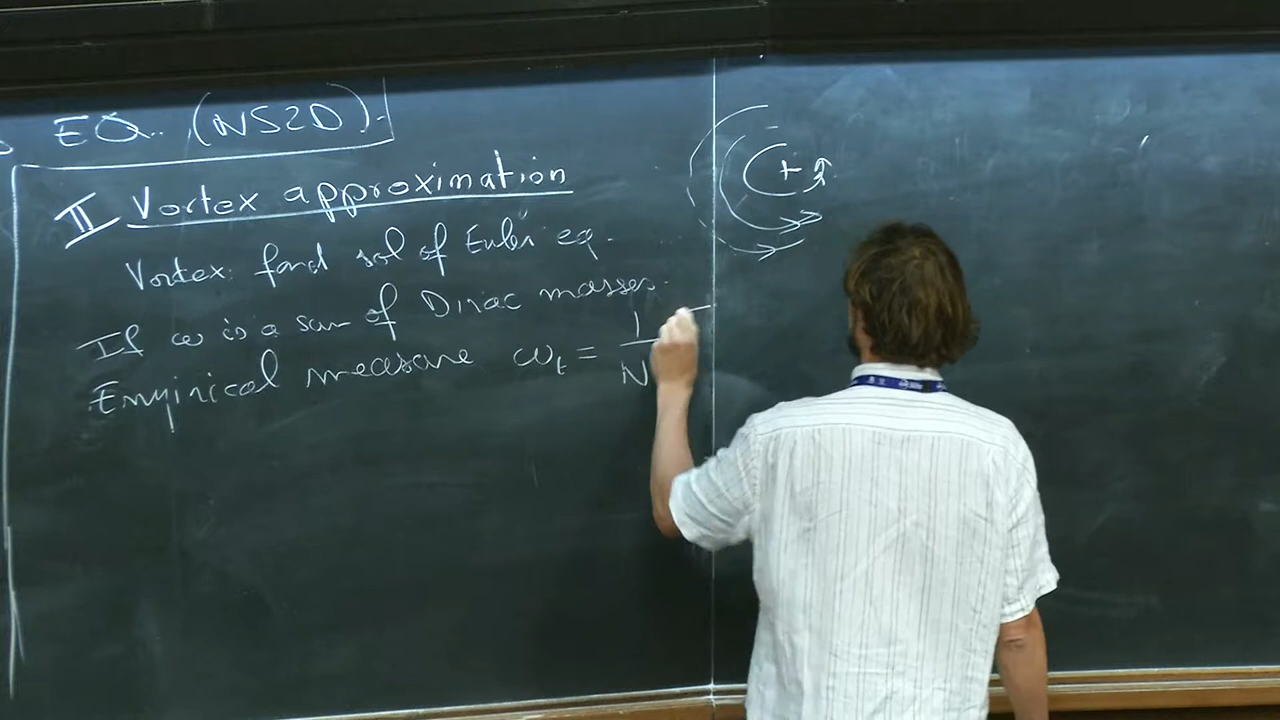 EQ. (NS2D).
II Vortex approximation
Vortex: fond sol of Euler eq.
If ω is a sum of Dirac masses.
Empirical measure ω_t = 1/N
+